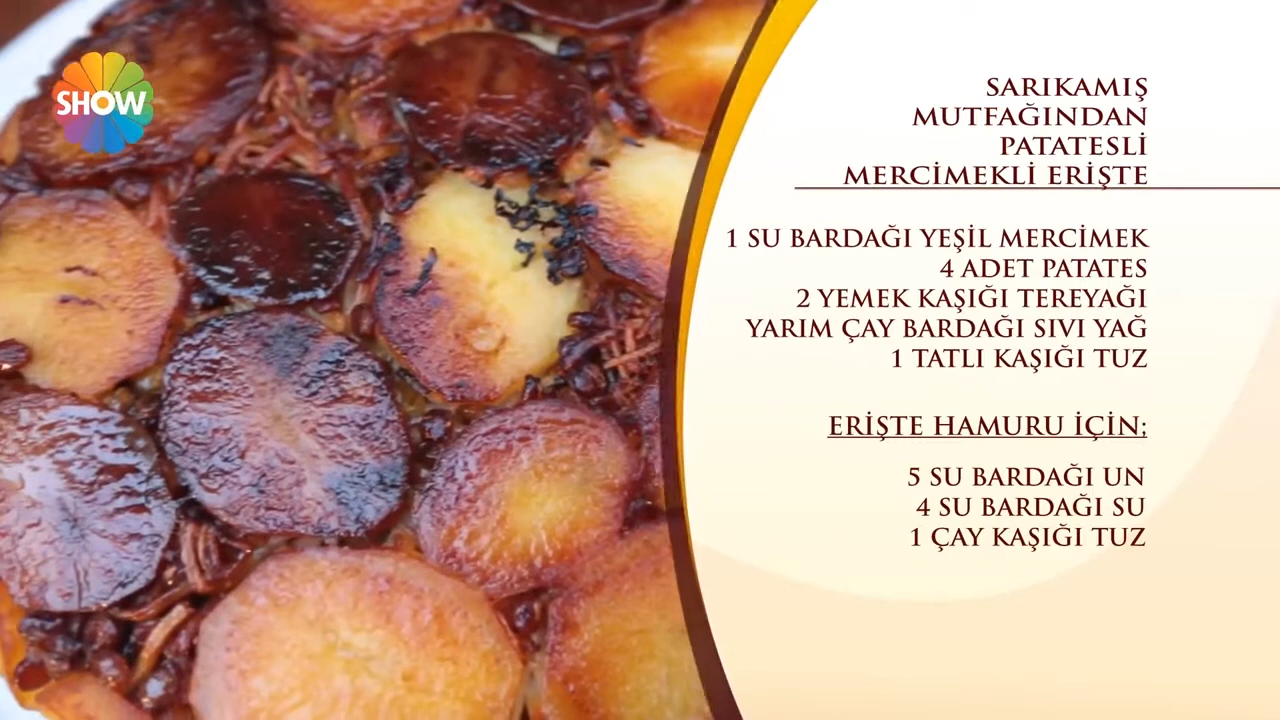 SHOW
SARIKAMIŞ
MUTFAĞINDAN
PATATESLİ
MERCİMEKLİ ERİŞTE
1 SU BARDAĞI YEŞİL MERCİMEK
4 ADET PATATES
2 YEMEK KAŞIĞI TEREYAĞI
YARIM ÇAY BARDAĞI SIVI YAĞ
1 TATLI KAŞIĞI TUZ
ERİŞTE HAMURU İÇİN;
5 SU BARDAĞI UN
4 SU BARDAĞI SU
1 ÇAY KAŞIĞI TUZ